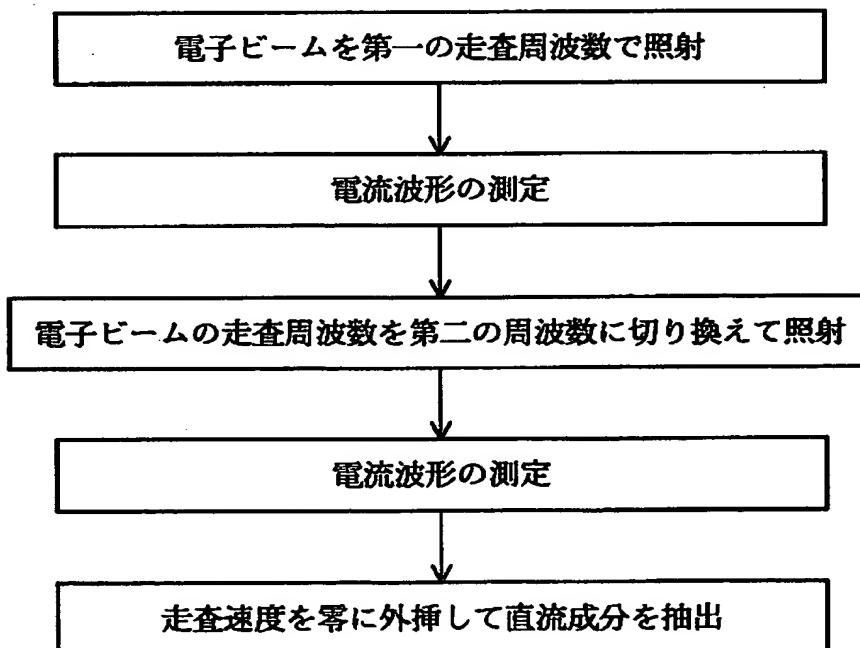 電子ビームを第一の走査周波数で照射
電流波形の測定
電子ビームの走査周波数を第二の周波数に切り換えて照射
電流波形の測定
走査速度を零に外挿して直流成分を抽出